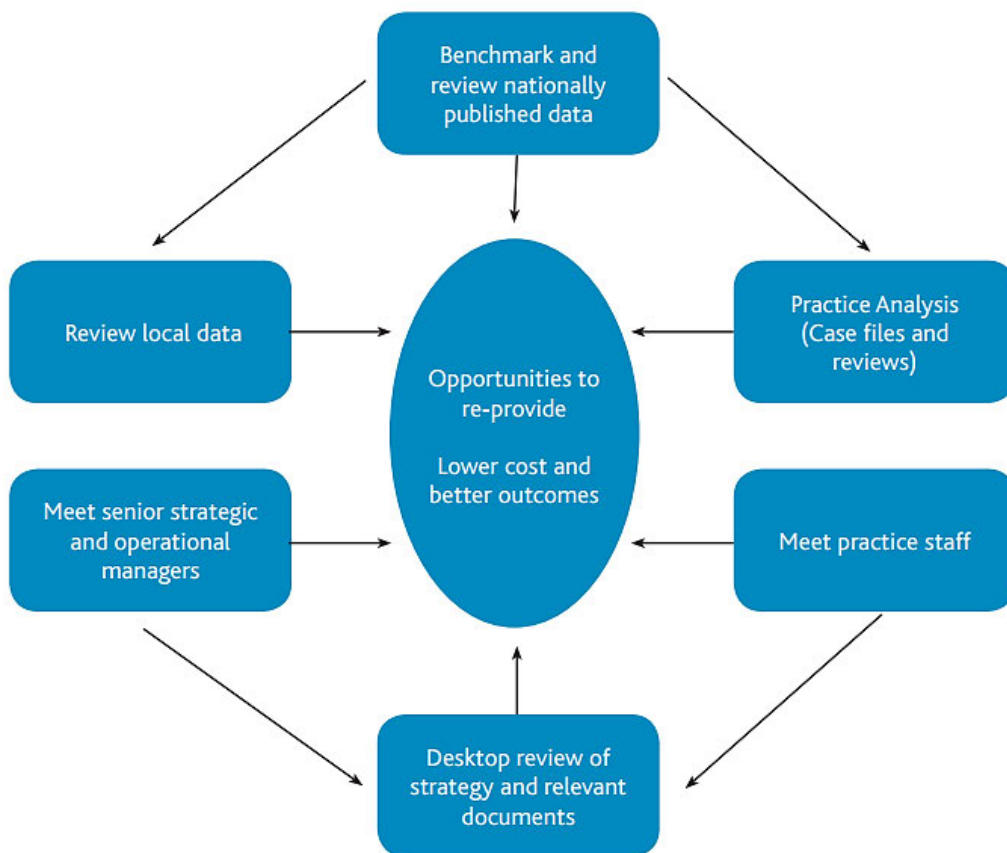 Benchmark and
review nationally
published data
Review local data
Opportunities to
re-provide
Lower cost and
better outcomes
Practice Analysis
(Case files and
reviews)
Meet senior strategic
and operational
managers
Meet practice staff
Desktop review of
strategy and relevant
documents